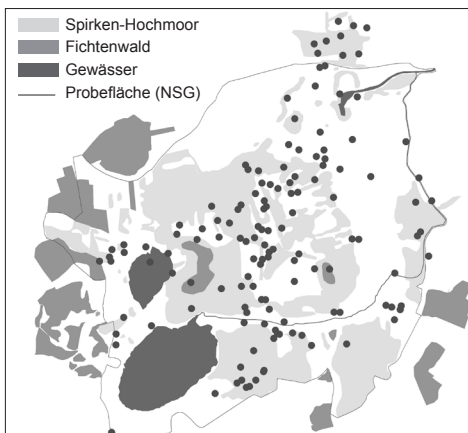 Spirken-Hochmoor
Fichtenwald
Gewässer
Probefläche (NSG)